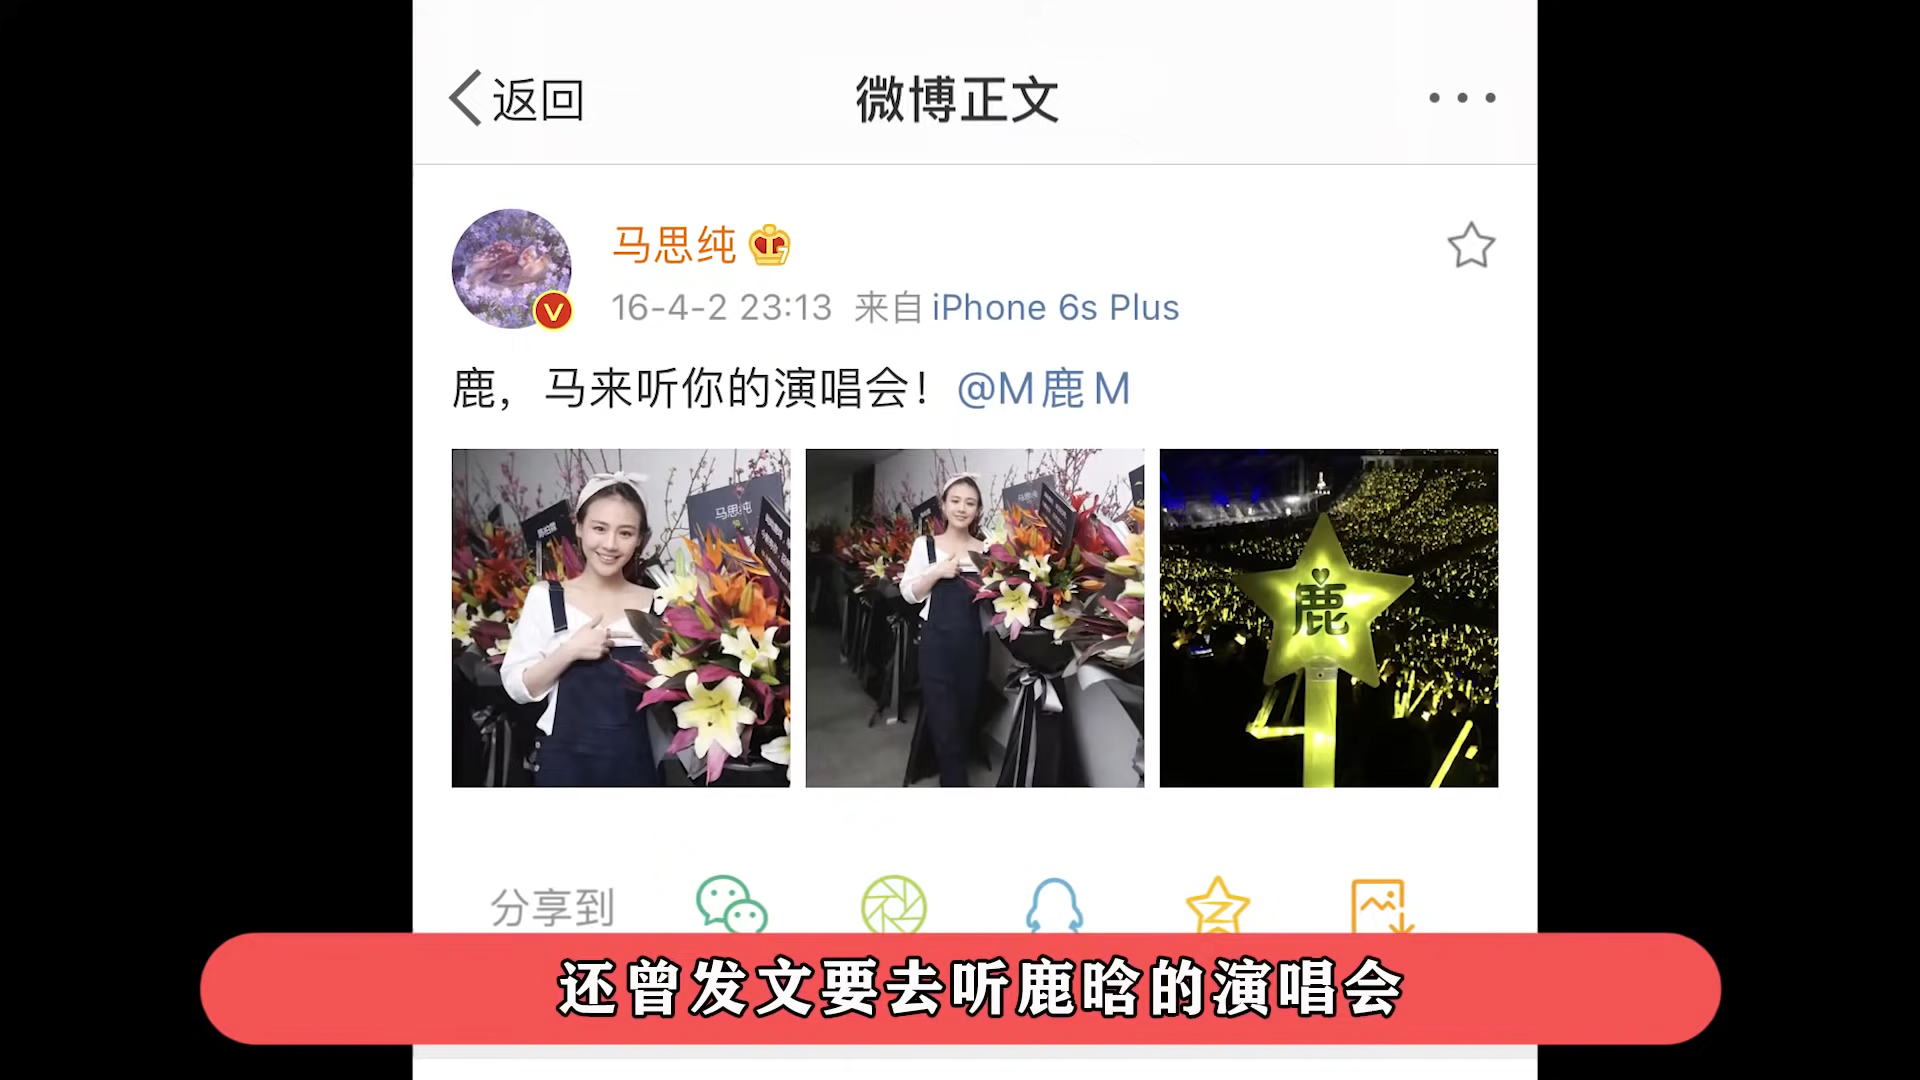 返回
微博正文
马思纯
16-4-2 23:13 来自 iPhone 6s Plus
鹿，马来听你的演唱会！@M鹿M
马思纯
鹿
分享到
还曾发文要去听鹿晗的演唱会